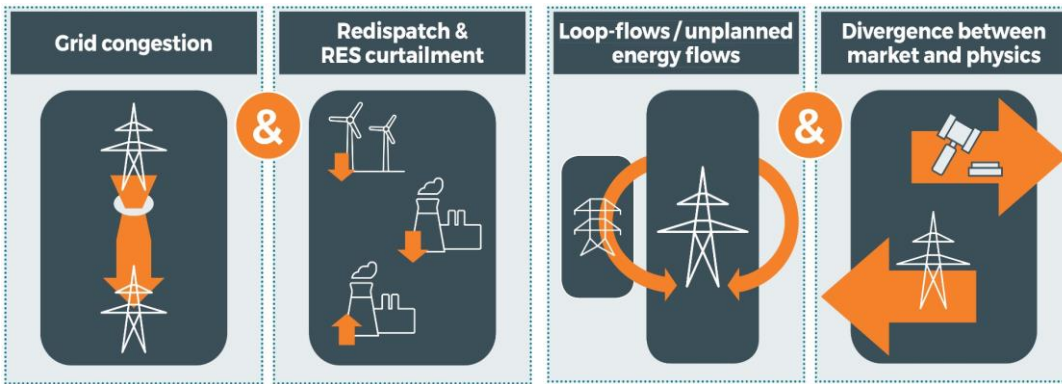 Grid congestion
&
Redispatch &
RES curtailment
Loop-flows / unplanned
energy flows
&
Divergence between
market and physics